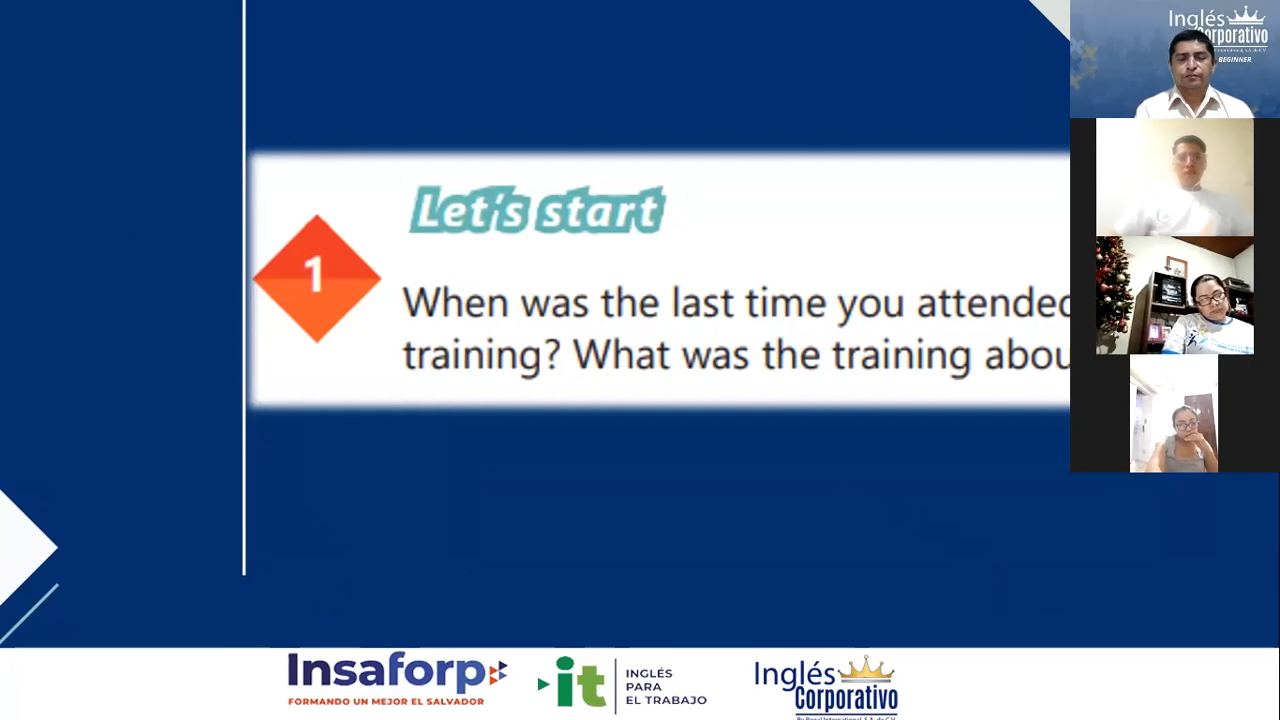 Inglés
Corporativo
BEGINNER
Let's start
1
When was the last time you attended
training? What was the training abou
Insaforp
FORMANDO UN MEJOR EL SALVADOR
it
INGLÉS
PARA
EL TRABAJO
Inglés
Corporativo